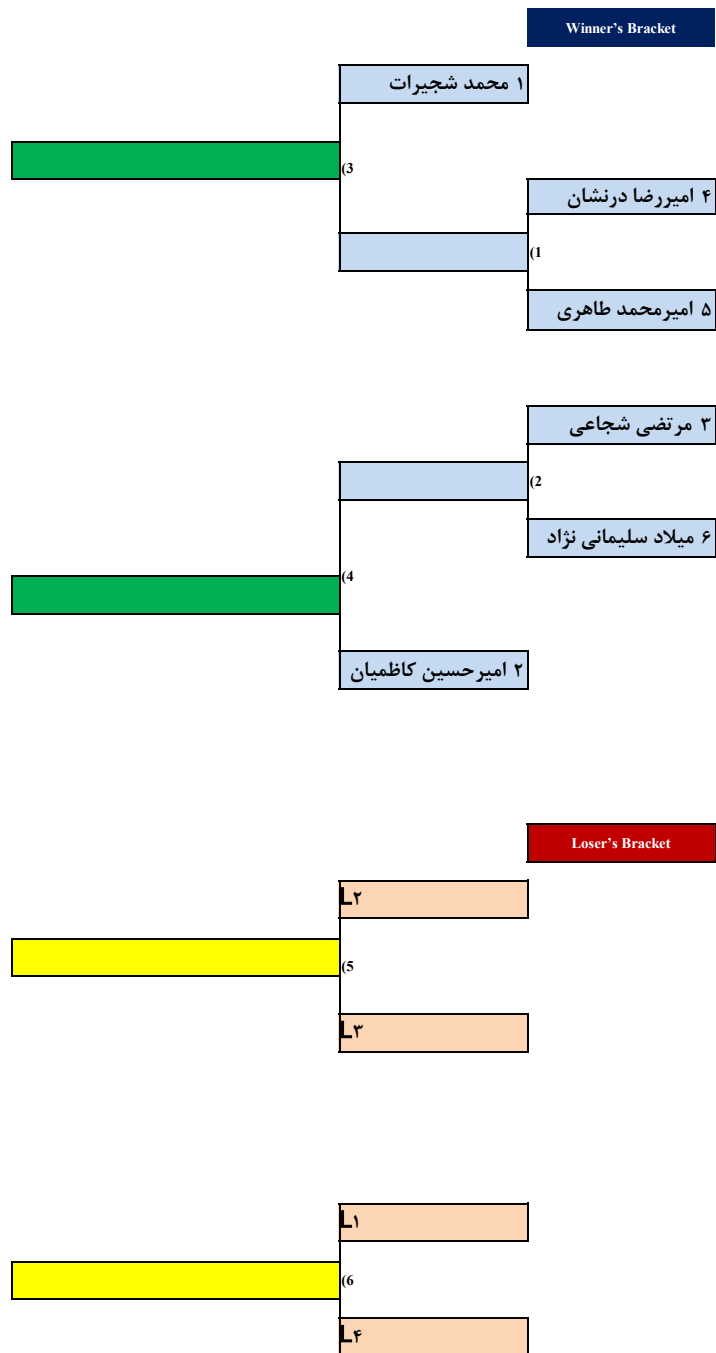 Winner's Bracket
۱ محمد شجیرات
(3
۴ امیررضا درنشان
(1
۵ امیرمحمد طاهری
۳ مرتضی شجاعی
(2
۶ میلاد سلیمانی نژاد
(4
۲ امیرحسین کاظمیان
Loser's Bracket
L۲
(5
L۳
L۱
(6
L۴